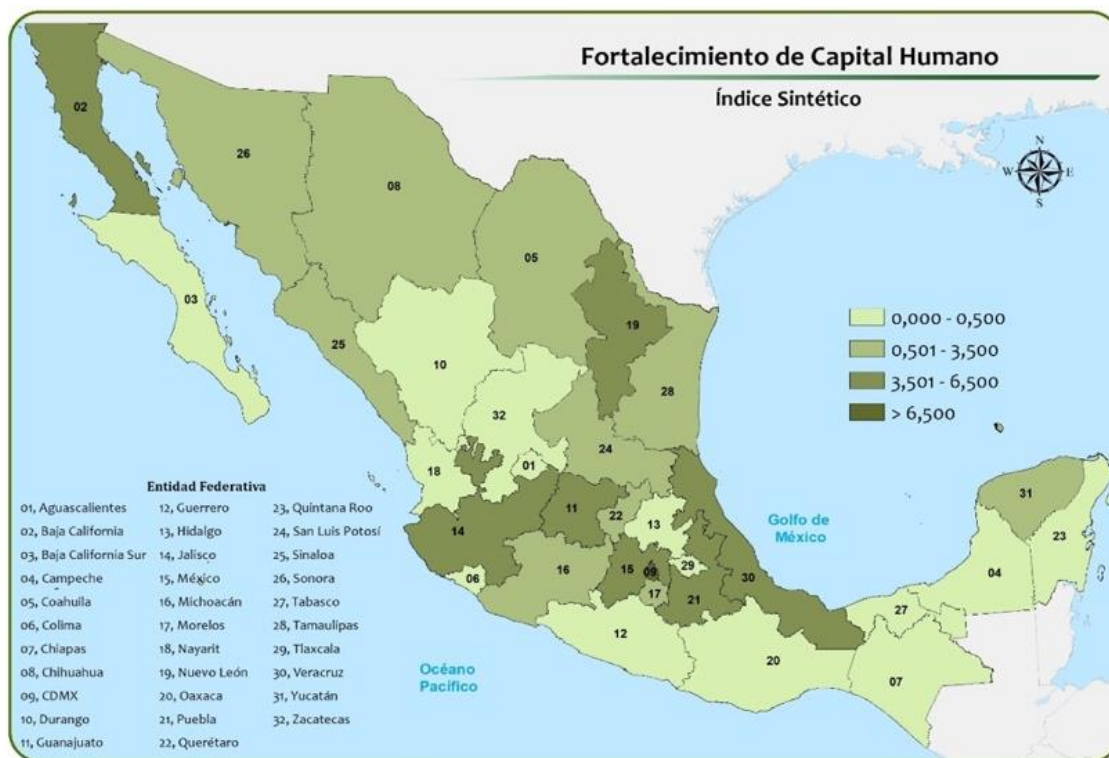 Fortalecimiento de Capital Humano
Índice Sintético
N
W E
S
02
26
08
05
03
19
25
10
28
32
24
18
01
0,000 - 0,500
0,501 - 3,500
3,501 - 6,500
> 6,500
14
11
22
13
31
23
06
16
15
09
29
17
21
30
04
27
12
20
07
Golfo de
México
Océano
Pacífico
Entidad Federativa
01, Aguascalientes 12, Guerrero 23, Quintana Roo
02, Baja California 13, Hidalgo 24, San Luis Potosí
03, Baja California Sur 14, Jalisco 25, Sinaloa
04, Campeche 15, México 26, Sonora
05, Coahuila 16, Michoacán 27, Tabasco
06, Colima 17, Morelos 28, Tamaulipas
07, Chiapas 18, Nayarit 29, Tlaxcala
08, Chihuahua 19, Nuevo León 30, Veracruz
09, CDMX 20, Oaxaca 31, Yucatán
10, Durango 21, Puebla 32, Zacatecas
11, Guanajuato 22, Querétaro